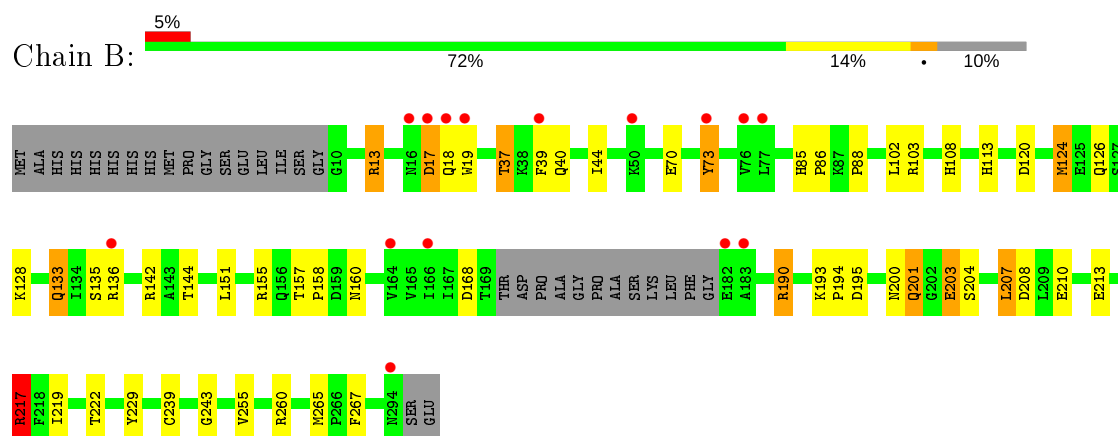 5%
Chain B:
72% 14% • 10%
MET ALA HIS HIS HIS HIS HIS HIS MET PRO GLY SER GLU LEU ILE SER GLY G10 R13 N16 D17 Q18 W19 T37 K38 F39 Q40 I44 K50 E70 Y73 V76 L77 H85 P86 K87 P88 L102 R103 H108 H113 D120 M124 E125 Q126 S127
K128 Q133 I134 S135 R136 R142 A143 T144 L151 R155 Q156 T157 P158 D159 N160 V164 V165 I166 I167 D168 T169 THR ASP PRO ALA GLY PRO ALA SER LYS LEU PHE GLY E182 A183 R190 K193 P194 D195 N200 Q201 G202 E203 S204 L207 D208 L209 E210 E213
R217 F218 I219 T222 Y229 C239 G243 V255 R260 M265 P266 F267 N294 SER GLU